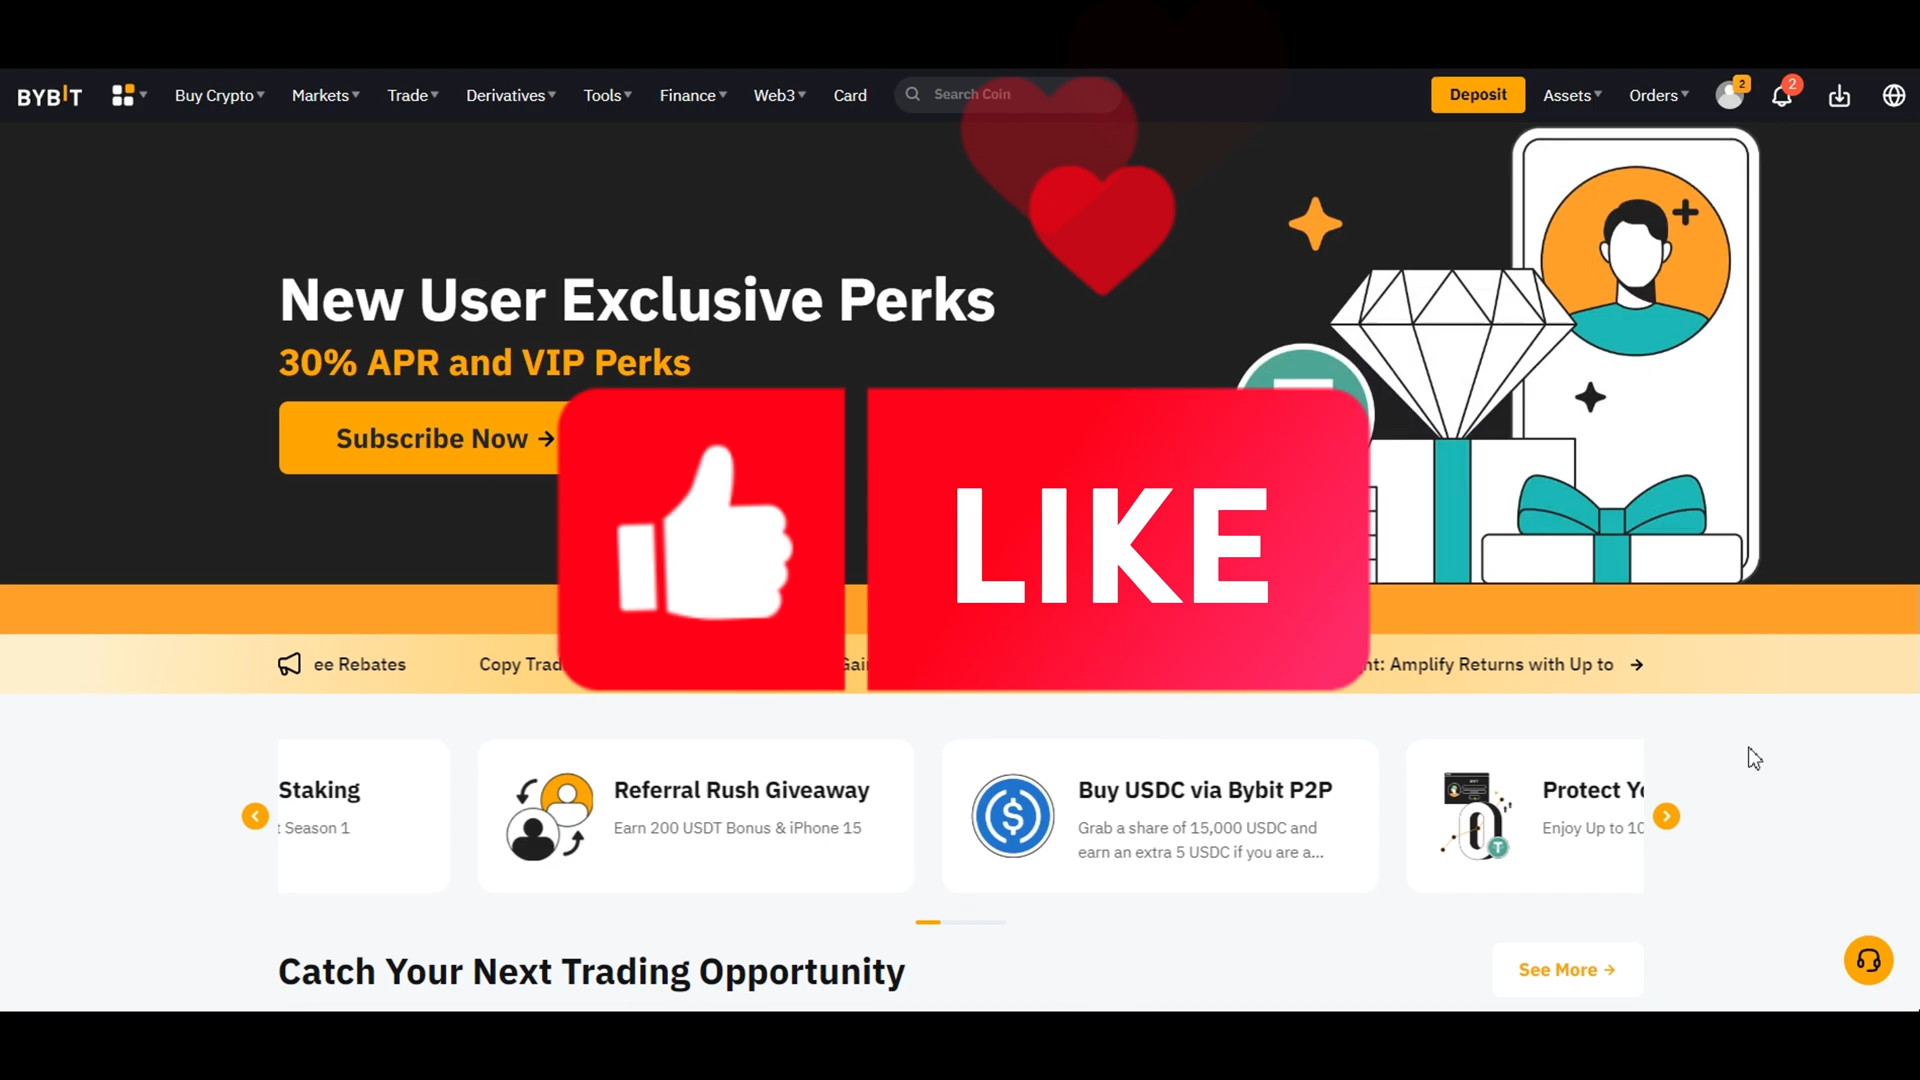 BYBIT
Buy Crypto
Markets
Trade
Derivatives
Tools
Finance
Web3
Card
Search Coin
Deposit
Assets
Orders
2
2
New User Exclusive Perks
30% APR and VIP Perks
Subscribe Now →
LIKE
ee Rebates
Copy Trad
Gai
nt: Amplify Returns with Up to →
Staking
t Season 1
Referral Rush Giveaway
Earn 200 USDT Bonus & iPhone 15
Buy USDC via Bybit P2P
Grab a share of 15,000 USDC and
earn an extra 5 USDC if you are a...
Protect Yo
Enjoy Up to 10
Catch Your Next Trading Opportunity
See More →